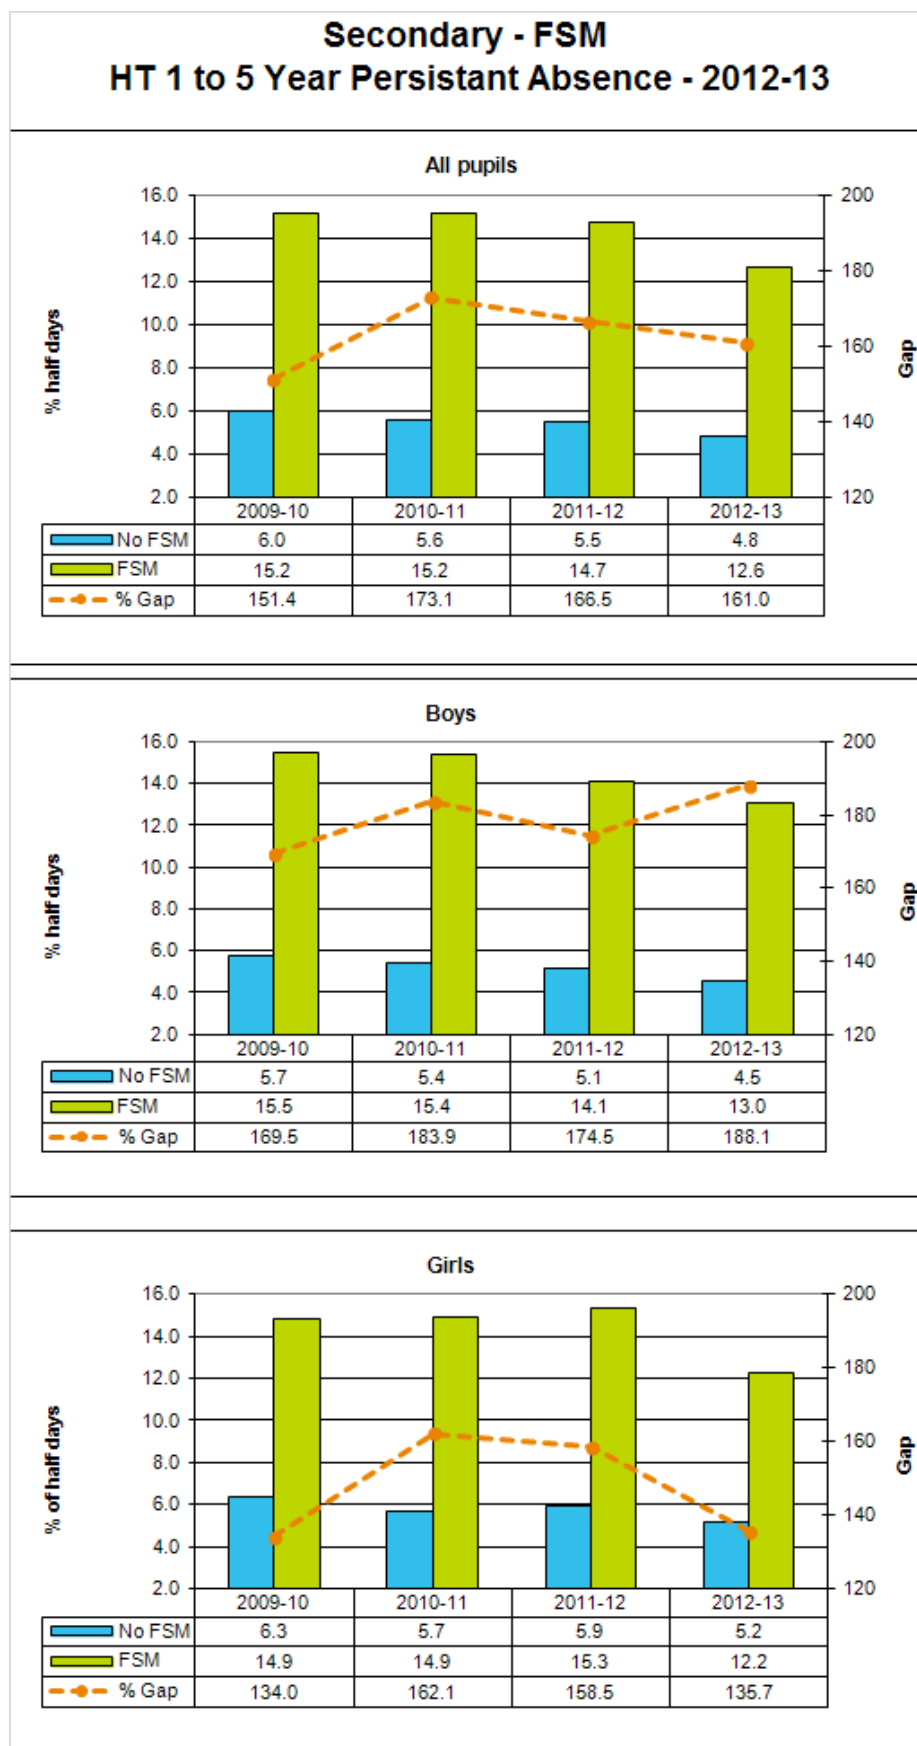 Secondary - FSM
HT 1 to 5 Year Persistant Absence - 2012-13
All pupils
16.0 200
14.0
180
12.0
10.0
160
8.0
6.0
140
4.0
2.0 120
% half days
Gap
2009-10 2010-11 2011-12 2012-13
No FSM 6.0 5.6 5.5 4.8
FSM 15.2 15.2 14.7 12.6
% Gap 151.4 173.1 166.5 161.0
Boys
16.0 200
14.0
180
12.0
10.0
160
8.0
6.0
140
4.0
2.0 120
% half days
Gap
2009-10 2010-11 2011-12 2012-13
No FSM 5.7 5.4 5.1 4.5
FSM 15.5 15.4 14.1 13.0
% Gap 169.5 183.9 174.5 188.1
Girls
16.0 200
14.0
180
12.0
10.0
160
8.0
6.0
140
4.0
2.0 120
% of half days
Gap
2009-10 2010-11 2011-12 2012-13
No FSM 6.3 5.7 5.9 5.2
FSM 14.9 14.9 15.3 12.2
% Gap 134.0 162.1 158.5 135.7